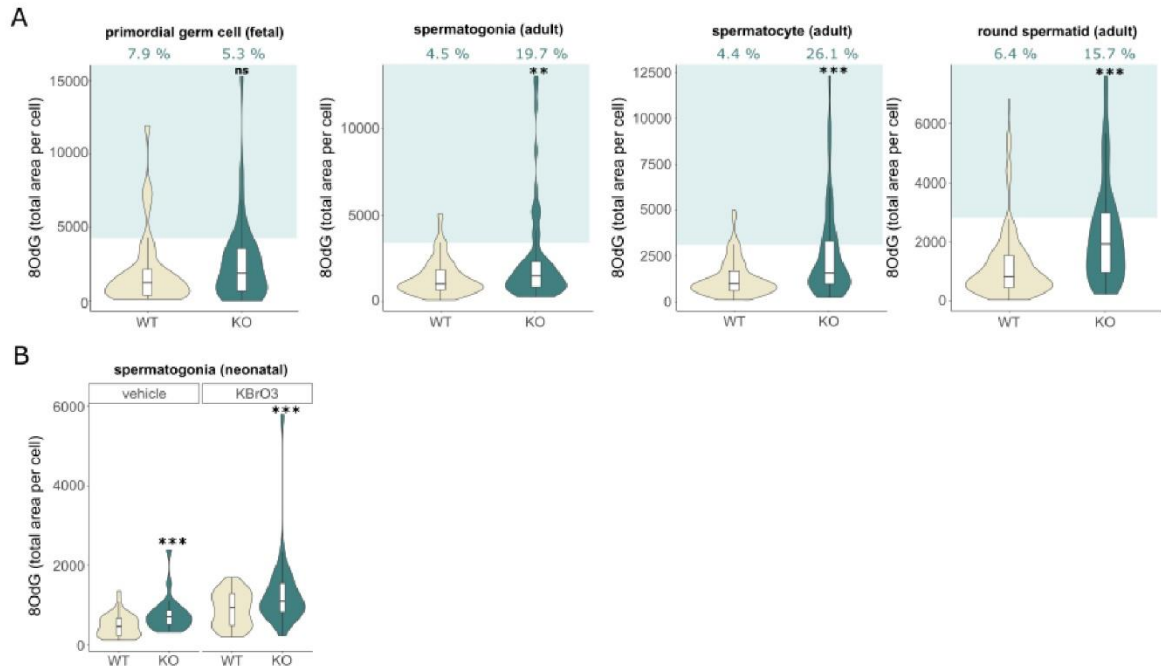 A
primordial germ cell (fetal)
7.9 % 5.3 %
ns
15000
10000
5000
0
8OdG (total area per cell)
WT KO
spermatogonia (adult)
4.5 % 19.7 %
**
10000
5000
0
8OdG (total area per cell)
WT KO
spermatocyte (adult)
4.4 % 26.1 %
***
12500
10000
7500
5000
2500
0
8OdG (total area per cell)
WT KO
round spermatid (adult)
6.4 % 15.7 %
***
6000
4000
2000
0
8OdG (total area per cell)
WT KO
B
spermatogonia (neonatal)
vehicle KBrO3
*** ***
6000
4000
2000
0
8OdG (total area per cell)
WT KO WT KO